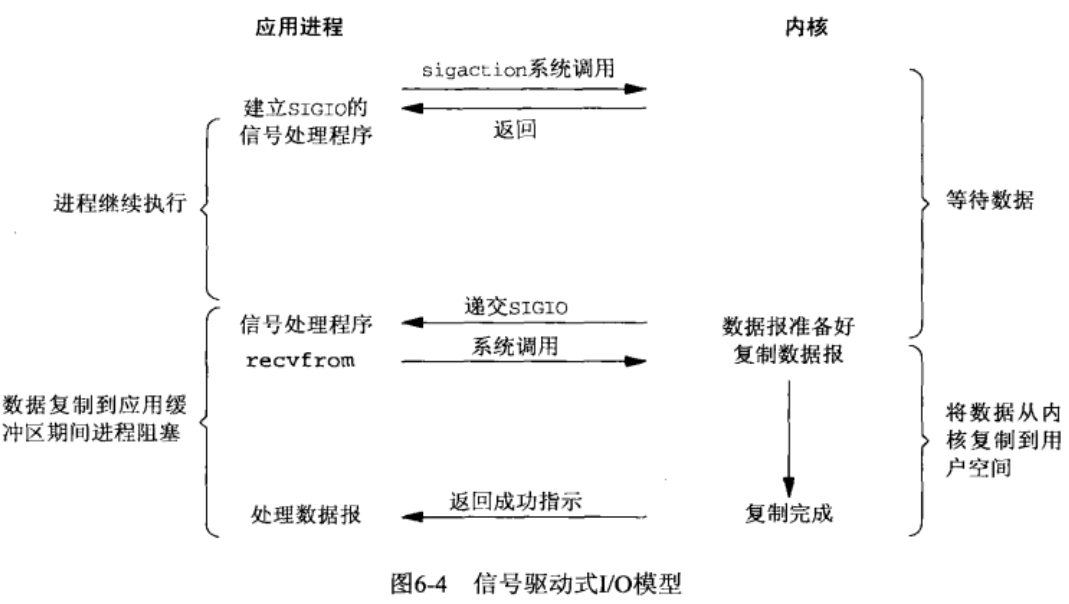 应用进程
内核
sigaction系统调用
建立SIGIO的
信号处理程序
返回
进程继续执行
等待数据
递交SIGIO
信号处理程序
数据报准备好
系统调用
复制数据报
recvfrom
数据复制到应用缓
冲区期间进程阻塞
将数据从内
核复制到用
户空间
返回成功指示
处理数据报
复制完成
图6-4 信号驱动式I/O模型